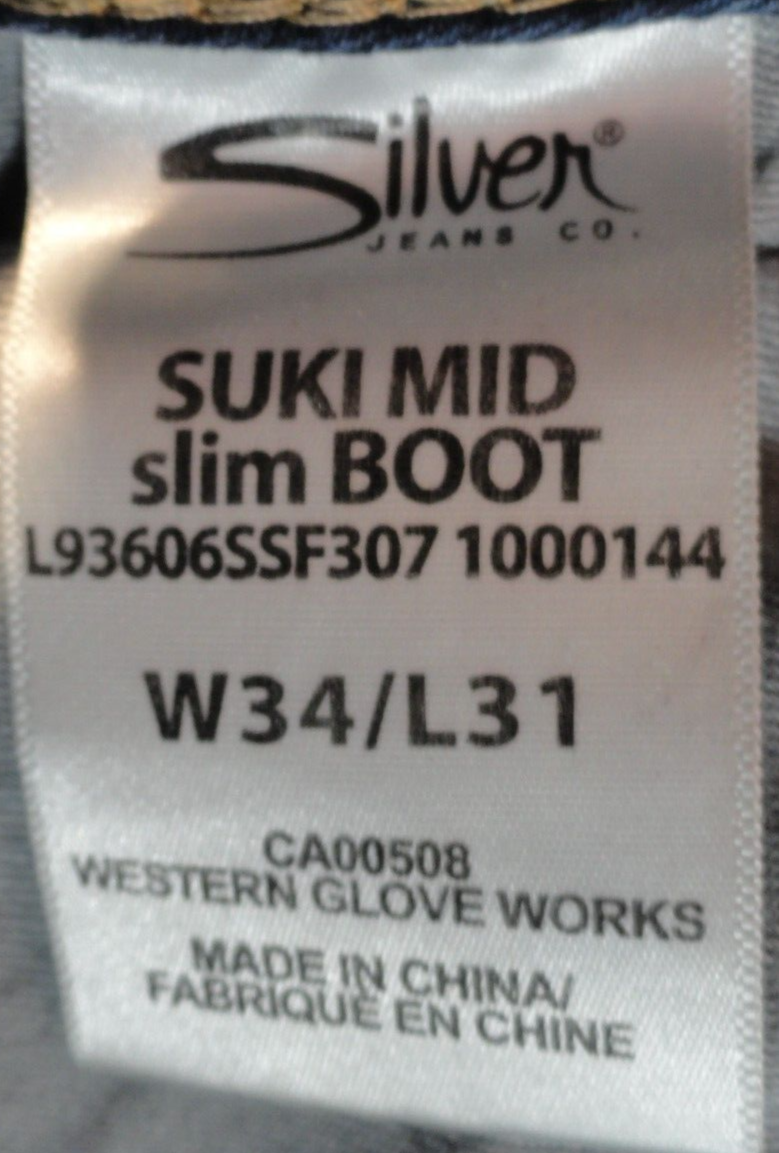 Silver®
JEANS CO.
SUKI MID
slim BOOT
L93606SSF307 1000144
W34/L31
CA00508
WESTERN GLOVE WORKS
MADE IN CHINA/
FABRIQUE EN CHINE